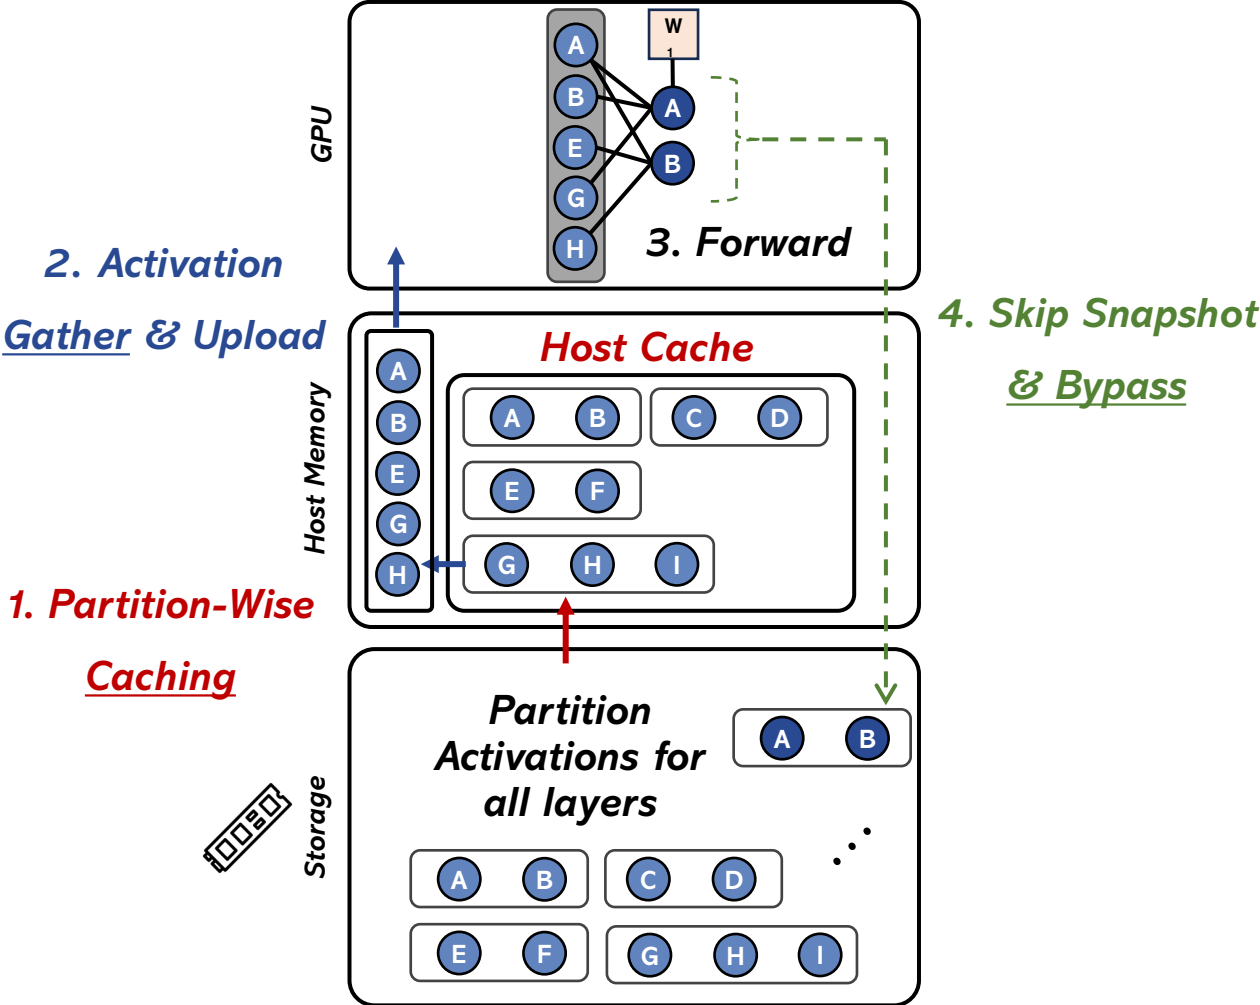 GPU
A
B
E
G
H
W
1
A
B
3. Forward
2. Activation
Gather & Upload
4. Skip Snapshot
& Bypass
Host Memory
A
B
E
G
H
Host Cache
A B C D
E F
G H I
1. Partition-Wise
Caching
Storage
Partition
Activations for
all layers
A B
A B C D
E F G H I